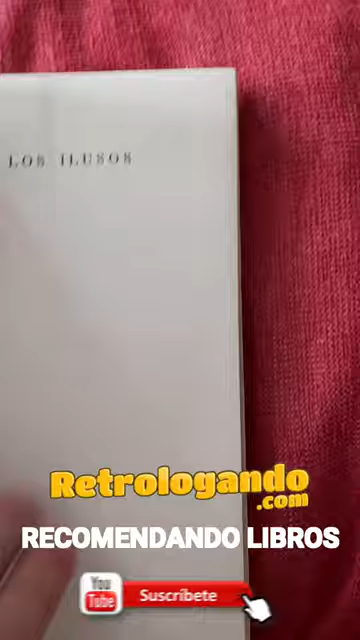 LOS ILUSOS
Retrologando
.com
RECOMENDANDO LIBROS
You
Tube
Suscríbete